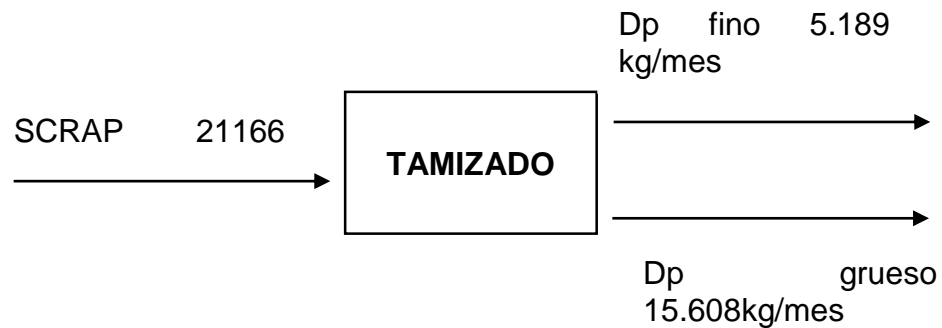 Dp fino 5.189
kg/mes
SCRAP 21166
TAMIZADO
Dp grueso
15.608kg/mes